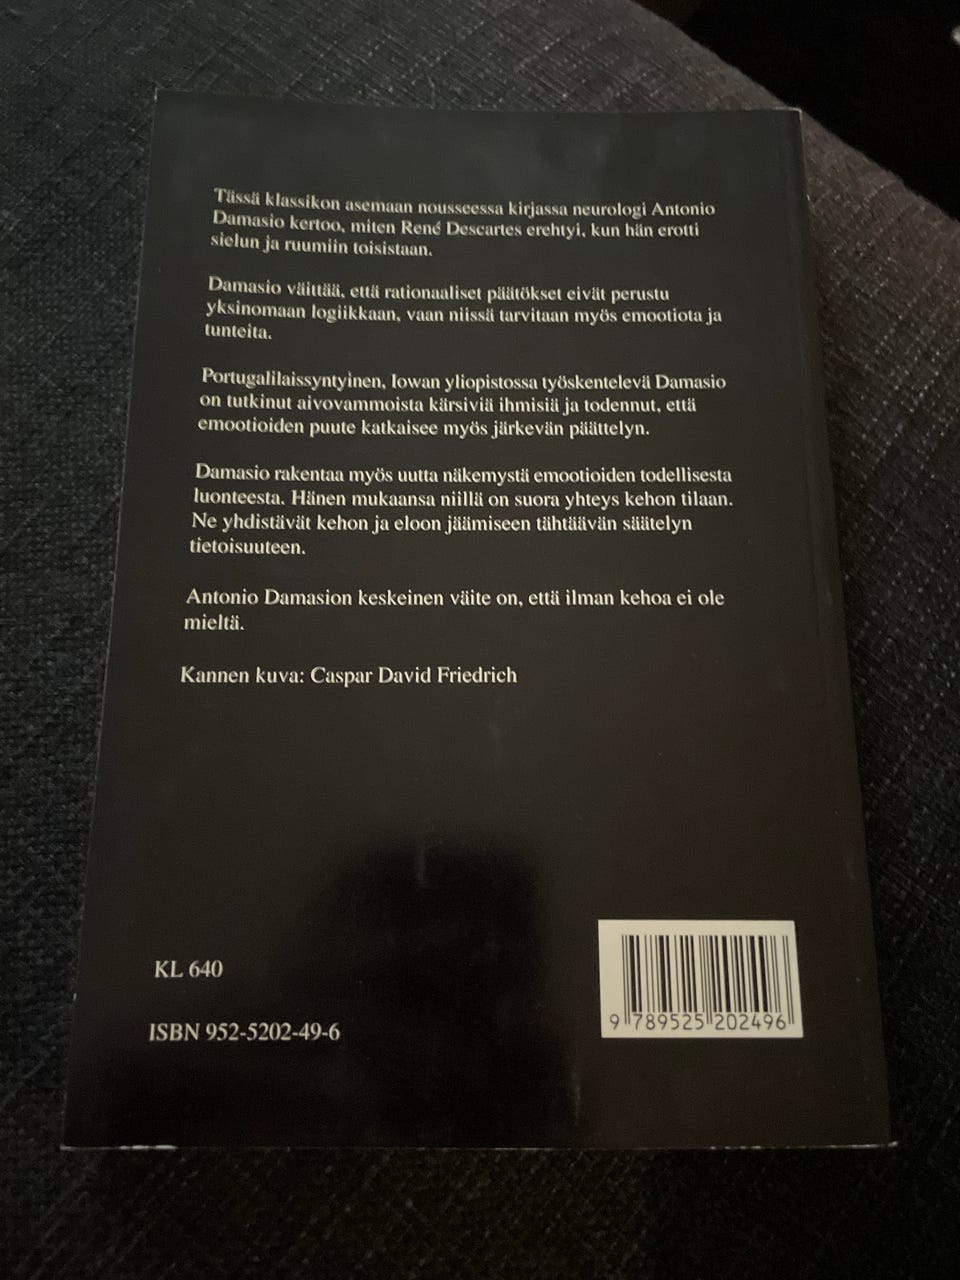 Tässä klassikon asemaan nousseessa kirjassa neurologi Antonio
Damasio kertoo, miten René Descartes erehtyi, kun hän erotti
sielun ja ruumiin toisistaan.
Damasio väittää, että rationaaliset päätökset eivät perustu
yksinomaan logiikkaan, vaan niissä tarvitaan myös emootiota ja
tunteita.
Portugalilaissyntyinen, Iowan yliopistossa työskentelevä Damasio
on tutkinut aivovammoista kärsiviä ihmisiä ja todennut, että
emootioiden puute katkaisee myös järkevän päättelyn.
Damasio rakentaa myös uutta näkemystä emootioiden todellisesta
luonteesta. Hänen mukaansa niillä on suora yhteys kehon tilaan.
Ne yhdistävät kehon ja eloon jäämiseen tähtäävän säätelyn
tietoisuuteen.
Antonio Damasion keskeinen väite on, että ilman kehoa ei ole
mieltä.
Kannen kuva: Caspar David Friedrich
KL 640
ISBN 952-5202-49-6
9 789525 202496